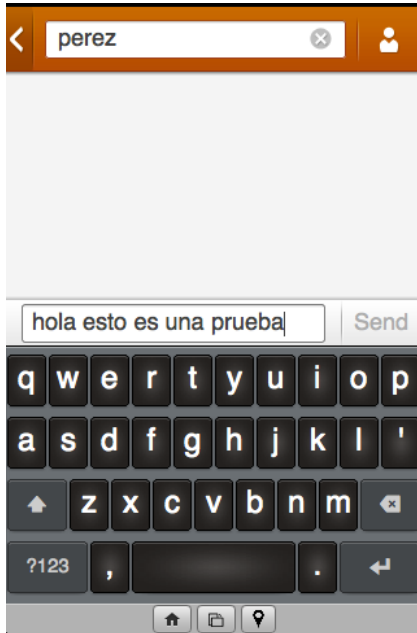 perez
hola esto es una prueba
Send
q w e r t y u i o p
a s d f g h j k l '
z x c v b n m
?123 , .